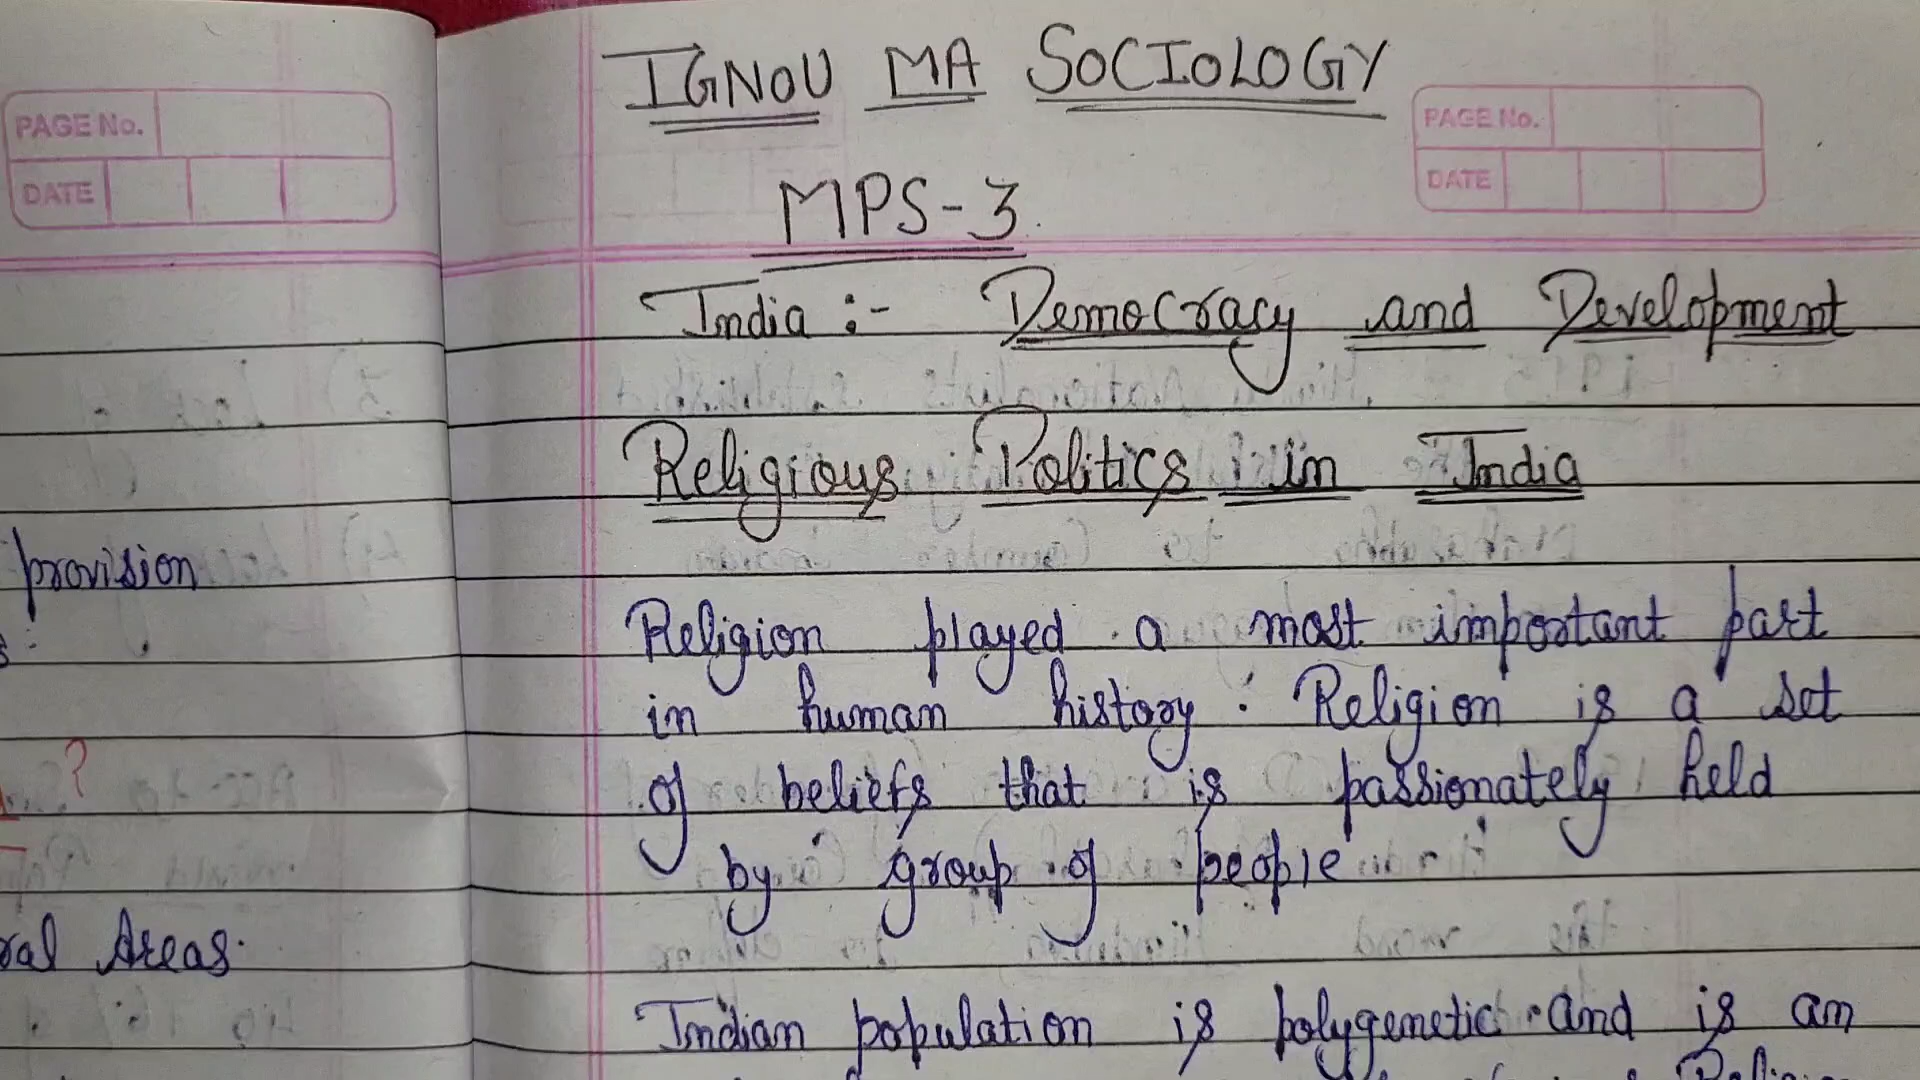 PAGE No.
DATE
provision
?
Areas.
IGNOU MA SOCIOLOGY
PAGE No.
DATE
MPS-3.
India :- Democracy and Development
Religious Politics in India
Religion played a most important part
in human history. Religion is a set
of beliefs that is passionately held
by group of people
Indian population is polygenetic and is an